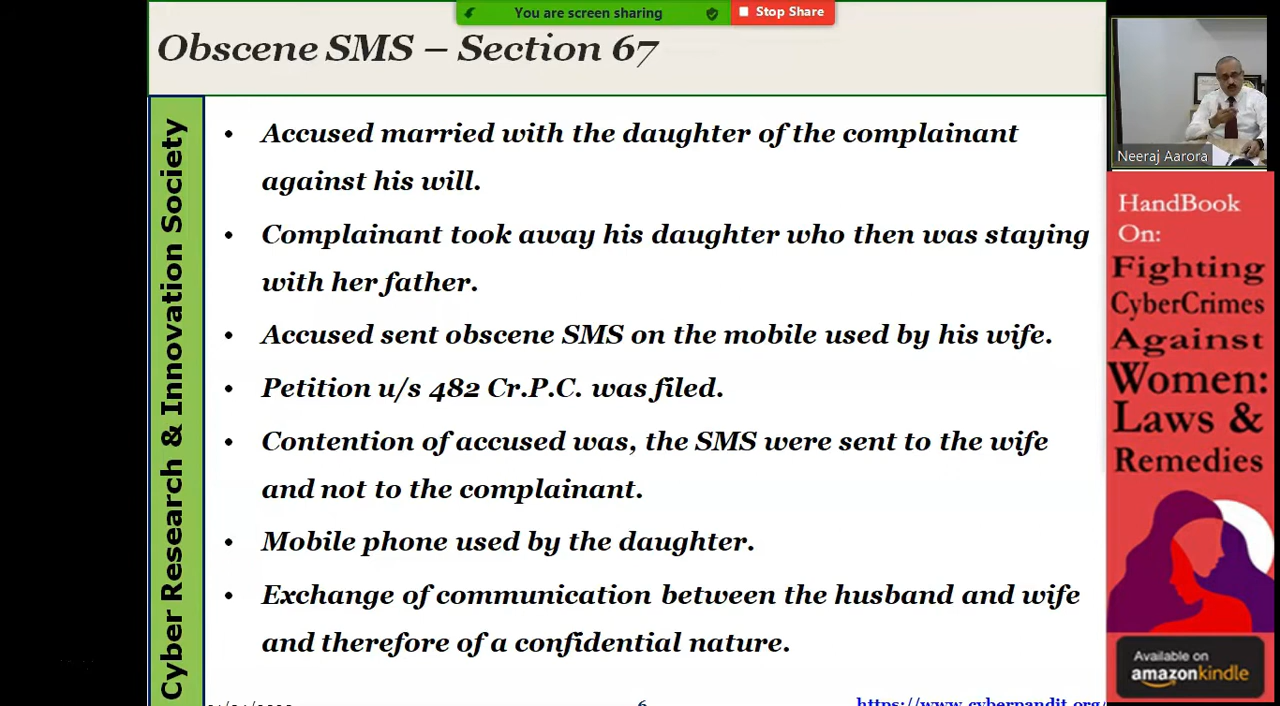 You are screen sharing
Stop Share
Obscene SMS – Section 67
Cyber Research & Innovation Society
• Accused married with the daughter of the complainant
against his will.
• Complainant took away his daughter who then was staying
with her father.
• Accused sent obscene SMS on the mobile used by his wife.
• Petition u/s 482 Cr.P.C. was filed.
• Contention of accused was, the SMS were sent to the wife
and not to the complainant.
• Mobile phone used by the daughter.
• Exchange of communication between the husband and wife
and therefore of a confidential nature.
6
https://www.cyberpandit.org/
Neeraj Aarora
HandBook
On:
Fighting
CyberCrimes
Against
Women:
Laws &
Remedies
Available on
amazonkindle